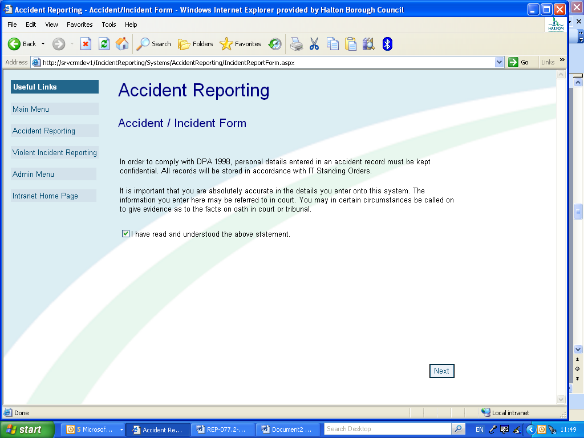 Accident Reporting - Accident/Incident Form - Windows Internet Explorer provided by Halton Borough Council
File Edit View Favorites Tools Help
HALTON
Back Search Folders Favorites
Address http://srvcrmdev1/IncidentReporting/Systems/AccidentReporting/IncidentReportForm.aspx Go Links »
Useful Links
Main Menu
Accident Reporting
Violent Incident Reporting
Admin Menu
Intranet Home Page
Accident Reporting
Accident / Incident Form
In order to comply with DPA 1998, personal details entered in an accident record must be kept
confidential. All records will be stored in accordance with IT Standing Orders.
It is important that you are absolutely accurate in the details you enter onto this system. The
information you enter here may be referred to in court. You may in certain circumstances be called on
to give evidence as to the facts on oath in court or tribunal.
I have read and understood the above statement.
Next
Done Local intranet
start 5 Microsof... Accident Re... REP-077.2-... Document2 ... Search Desktop EN 11:49